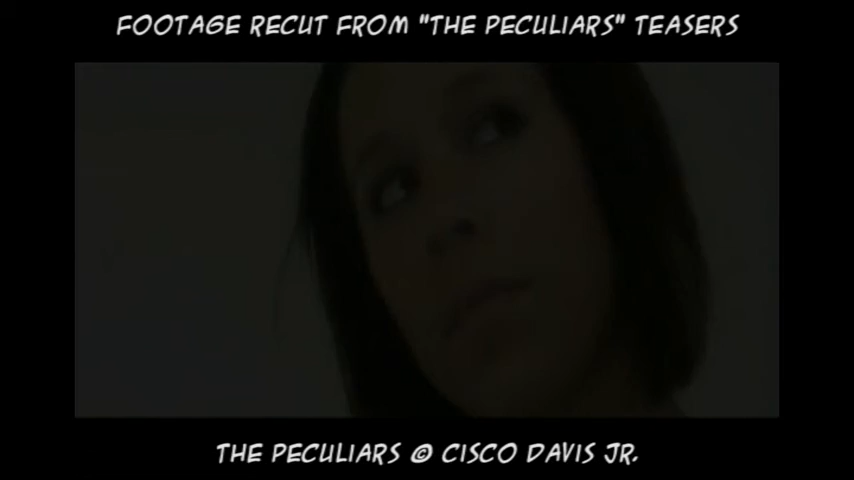 FOOTAGE RECUT FROM "THE PECULIARS" TEASERS
THE PECULIARS © CISCO DAVIS JR.